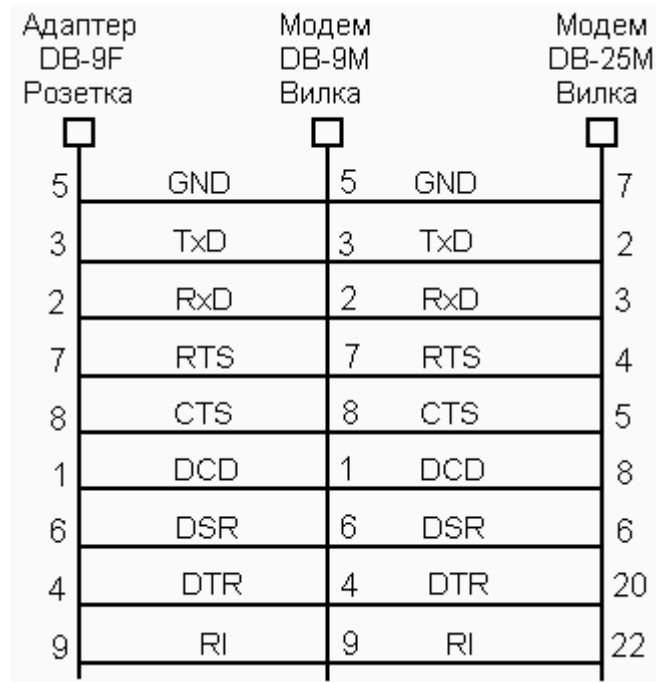 Адаптер Модем Модем
DB-9F DB-9M DB-25M
Розетка Вилка Вилка
5 GND 5 GND 7
3 TxD 3 TxD 2
2 RxD 2 RxD 3
7 RTS 7 RTS 4
8 CTS 8 CTS 5
1 DCD 1 DCD 8
6 DSR 6 DSR 6
4 DTR 4 DTR 20
9 RI 9 RI 22